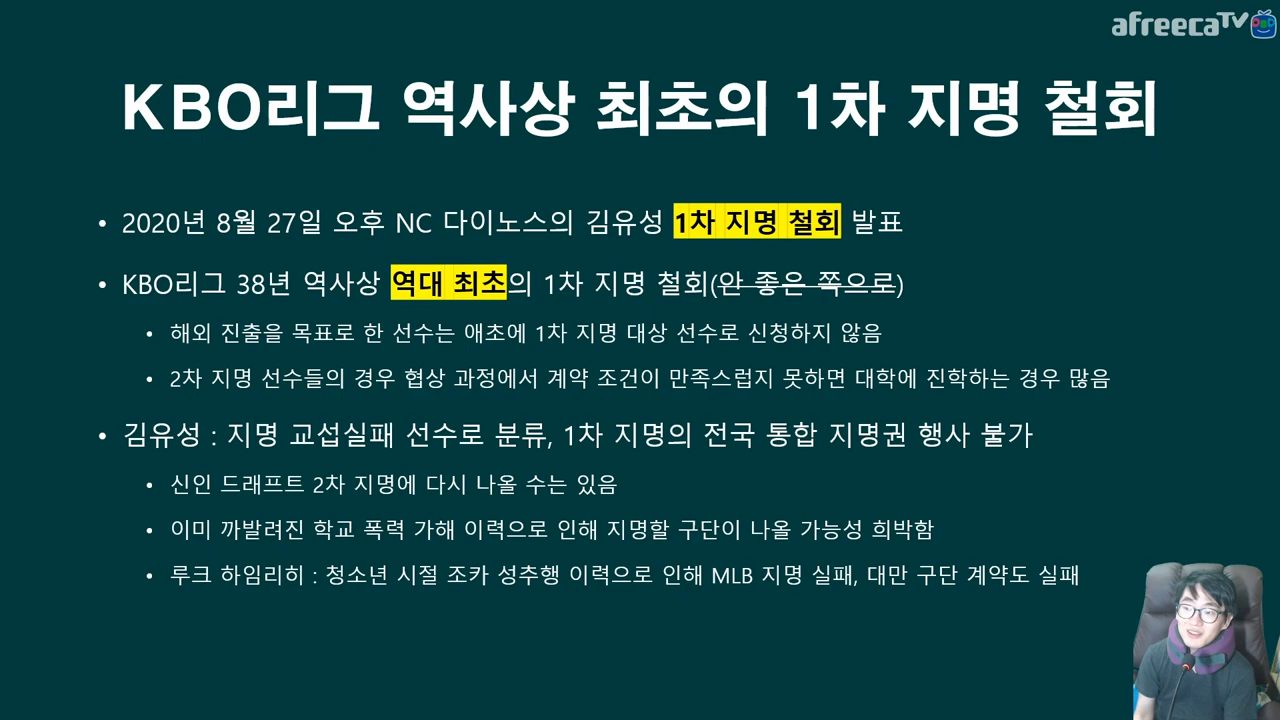 afreecaTV
KBO리그 역사상 최초의 1차 지명 철회
• 2020년 8월 27일 오후 NC 다이노스의 김유성 1차 지명 철회 발표
• KBO리그 38년 역사상 역대 최초의 1차 지명 철회(안 좋은 쪽으로)
• 해외 진출을 목표로 한 선수는 애초에 1차 지명 대상 선수로 신청하지 않음
• 2차 지명 선수들의 경우 협상 과정에서 계약 조건이 만족스럽지 못하면 대학에 진학하는 경우 많음
• 김유성 : 지명 교섭실패 선수로 분류, 1차 지명의 전국 통합 지명권 행사 불가
• 신인 드래프트 2차 지명에 다시 나올 수는 있음
• 이미 까발려진 학교 폭력 가해 이력으로 인해 지명할 구단이 나올 가능성 희박함
• 루크 하임리히 : 청소년 시절 조카 성추행 이력으로 인해 MLB 지명 실패, 대만 구단 계약도 실패